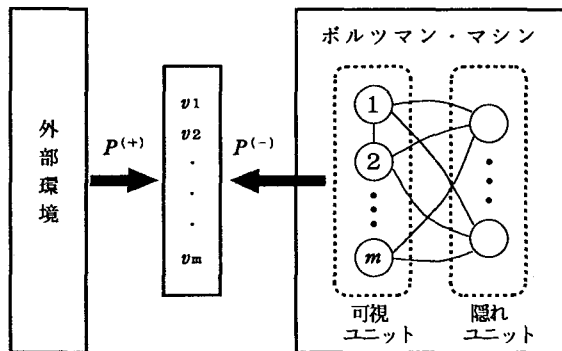 外部環境
P(+)
v1
v2
vm
P(-)
ボルツマン・マシン
1
2
m
可視
ユニット
隠れ
ユニット